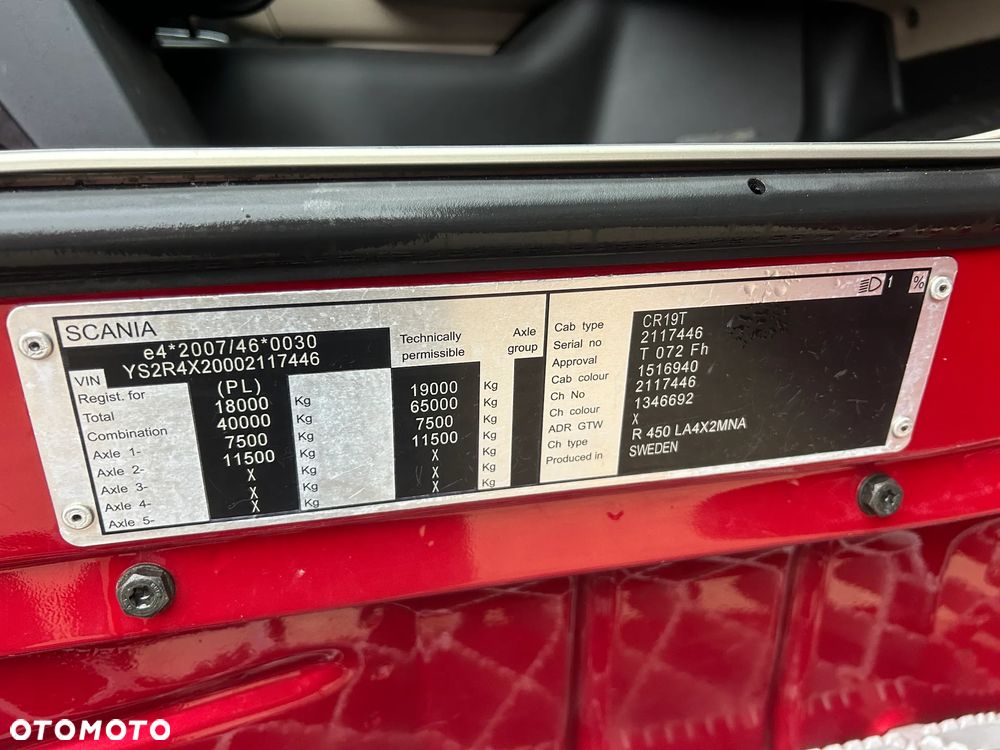 SCANIA
e4*2007/46*0030
VIN YS2R4X20002117446
Technically permissible
Axle group
Regist. for (PL)
Total 18000 Kg 19000 Kg
Combination 40000 Kg 65000 Kg
Axle 1- 7500 Kg 7500 Kg
Axle 2- 11500 Kg 11500 Kg
Axle 3- X Kg X Kg
Axle 4- X Kg X Kg
Axle 5- X Kg X Kg
1 %
Cab type CR19T
Serial no 2117446
Approval T 072 Fh
Cab colour 1516940
Ch No 2117446
Ch colour 1346692
ADR GTW X
Ch type R 450 LA4X2MNA
Produced in SWEDEN
OTOMOTO